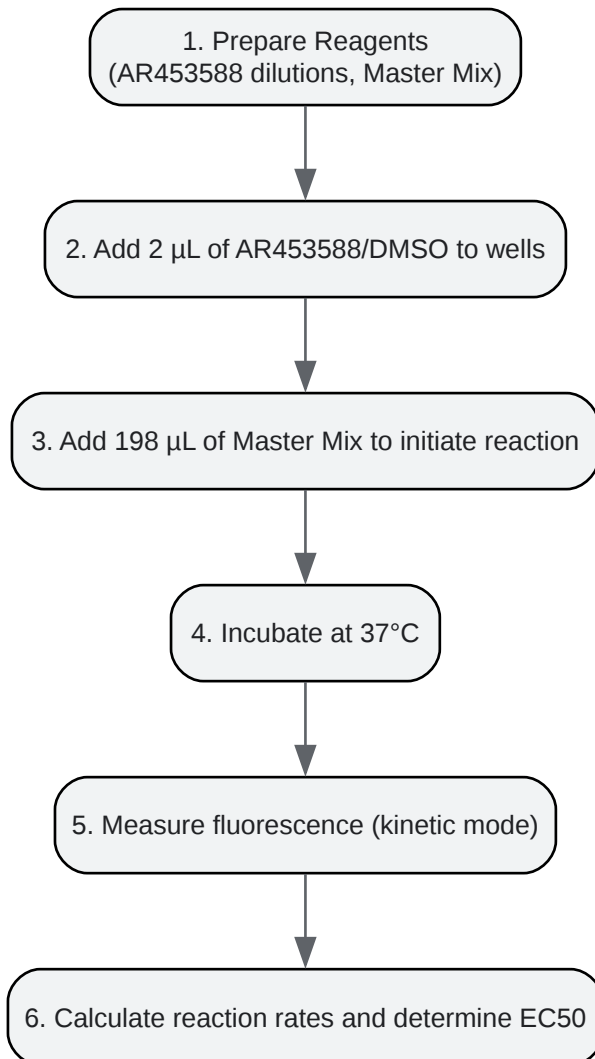 1. Prepare Reagents
(AR453588 dilutions, Master Mix)
2. Add 2 µL of AR453588/DMSO to wells
3. Add 198 µL of Master Mix to initiate reaction
4. Incubate at 37°C
5. Measure fluorescence (kinetic mode)
6. Calculate reaction rates and determine EC50